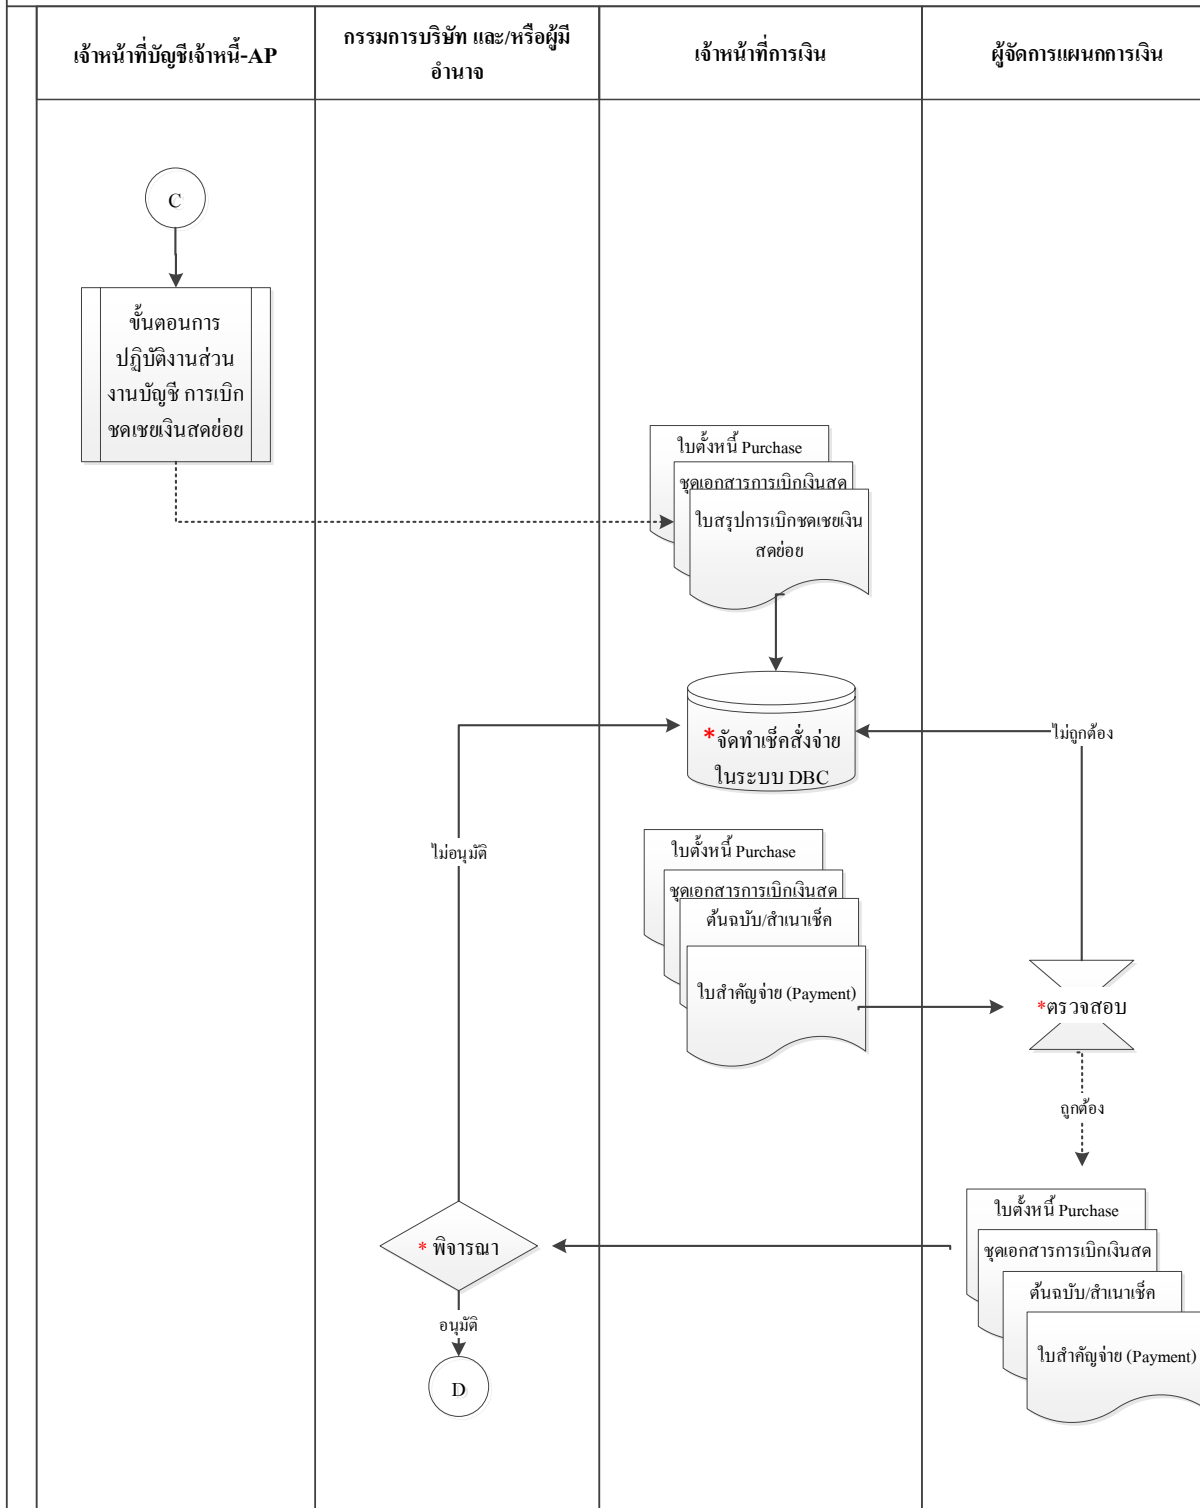 เจ้าหน้าที่บัญชีเจ้าหนี้-AP
กรรมการบริษัท และ/หรือผู้มี
อำนาจ
เจ้าหน้าที่การเงิน
ผู้จัดการแผนกการเงิน
C
ขั้นตอนการ
ปฏิบัติงานส่วน
งานบัญชี การเบิก
ชดเชยเงินสดย่อย
ใบตั้งหนี้ Purchase
ชุดเอกสารการเบิกเงินสด
ใบสรุปการเบิกชดเชยเงิน
สดย่อย
*จัดทำเช็คสั่งจ่าย
ในระบบ DBC
ไม่ถูกต้อง
ไม่อนุมัติ
ใบตั้งหนี้ Purchase
ชุดเอกสารการเบิกเงินสด
ต้นฉบับ/สำเนาเช็ค
ใบสำคัญจ่าย (Payment)
*ตรวจสอบ
ถูกต้อง
ใบตั้งหนี้ Purchase
ชุดเอกสารการเบิกเงินสด
ต้นฉบับ/สำเนาเช็ค
ใบสำคัญจ่าย (Payment)
* พิจารณา
อนุมัติ
D